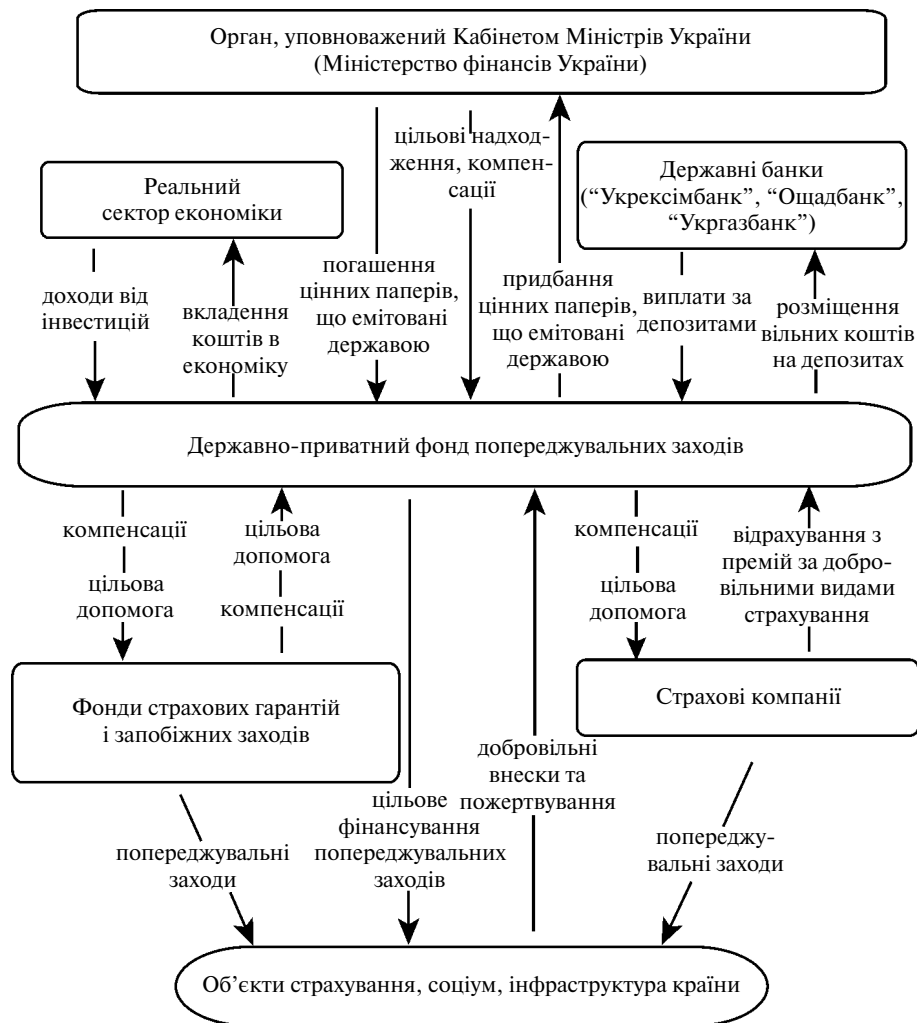 Орган, уповноважений Кабінетом Міністрів України
(Міністерство фінансів України)
цільові надход-
ження, компен-
сації
Реальний
сектор економіки
Державні банки
(“Укрексімбанк”, “Ощадбанк”,
“Укргазбанк”)
доходи від
інвестицій
вкладення
коштів в
економіку
погашення
цінних паперів,
що емітовані
державою
придбання
цінних паперів,
що емітовані
державою
виплати за
депозитами
розміщення
вільних коштів
на депозитах
Державно-приватний фонд попереджувальних заходів
компенсації
цільова
допомога
цільова
допомога
компенсації
компенсації
цільова
допомога
відрахування з
премій за добро-
вільними видами
страхування
Фонди страхових гарантій
і запобіжних заходів
Страхові компанії
добровільні
внески та
пожертвування
цільове
фінансування
попереджувальних
заходів
попереджувальні
заходи
попереджу-
вальні заходи
Об’єкти страхування, соціум, інфраструктура країни